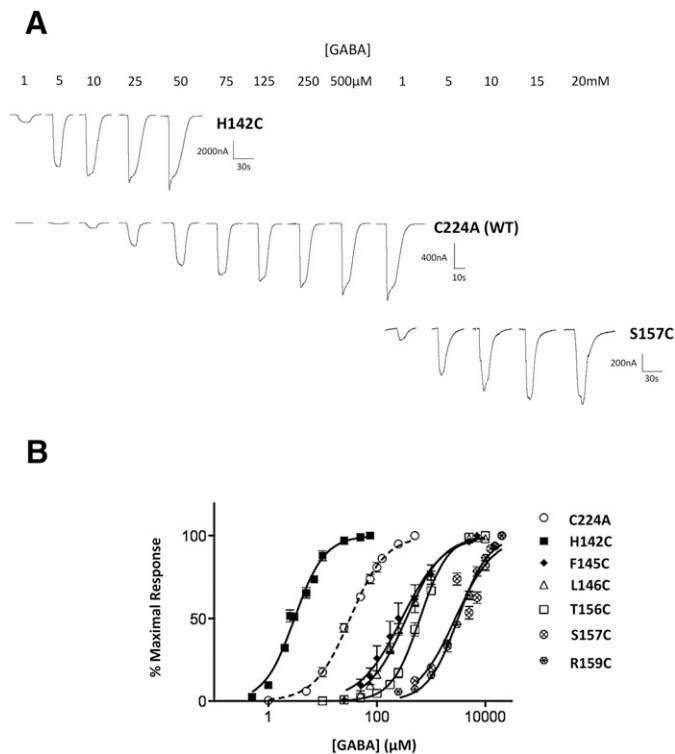 A
[GABA]
1 5 10 25 50 75 125 250 500µM 1 5 10 15 20mM
H142C
2000nA
30s
C224A (WT)
400nA
10s
S157C
200nA
30s
B
% Maximal Response
100
50
0
1 100 10000
[GABA] (µM)
C224A
H142C
F145C
L146C
T156C
S157C
R159C